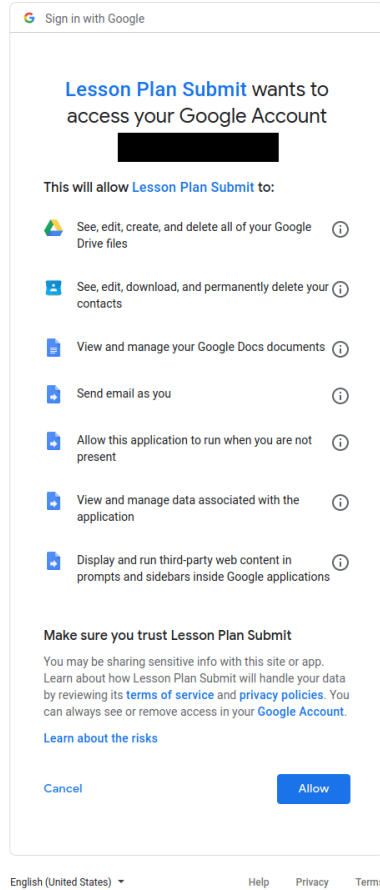 Sign in with Google
Lesson Plan Submit wants to
access your Google Account
This will allow Lesson Plan Submit to:
See, edit, create, and delete all of your Google
Drive files
See, edit, download, and permanently delete your
contacts
View and manage your Google Docs documents
Send email as you
Allow this application to run when you are not
present
View and manage data associated with the
application
Display and run third-party web content in
prompts and sidebars inside Google applications
Make sure you trust Lesson Plan Submit
You may be sharing sensitive info with this site or app.
Learn about how Lesson Plan Submit will handle your data
by reviewing its terms of service and privacy policies. You
can always see or remove access in your Google Account.
Learn about the risks
Cancel Allow
English (United States) Help Privacy Terms